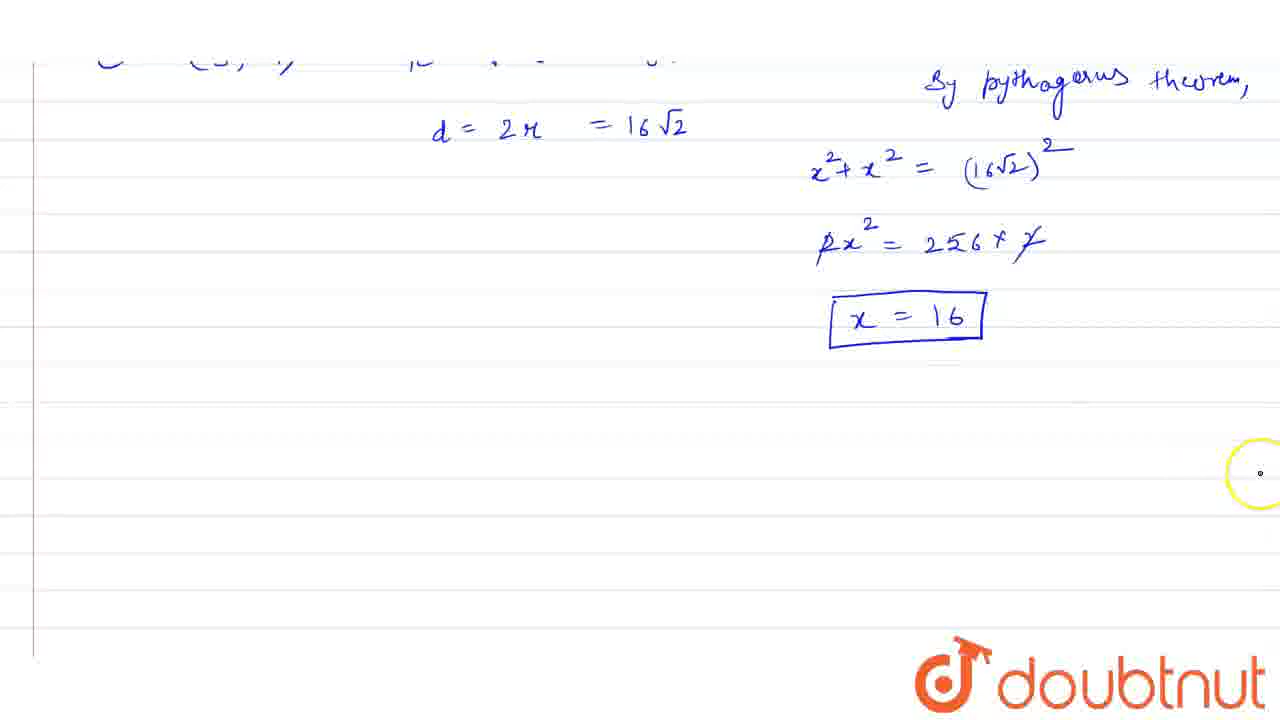 By pythagorus theorem,
d = 2r = 16√2
x² + x² = (16√2)²
2x² = 256 × 2
x = 16
doubtnut